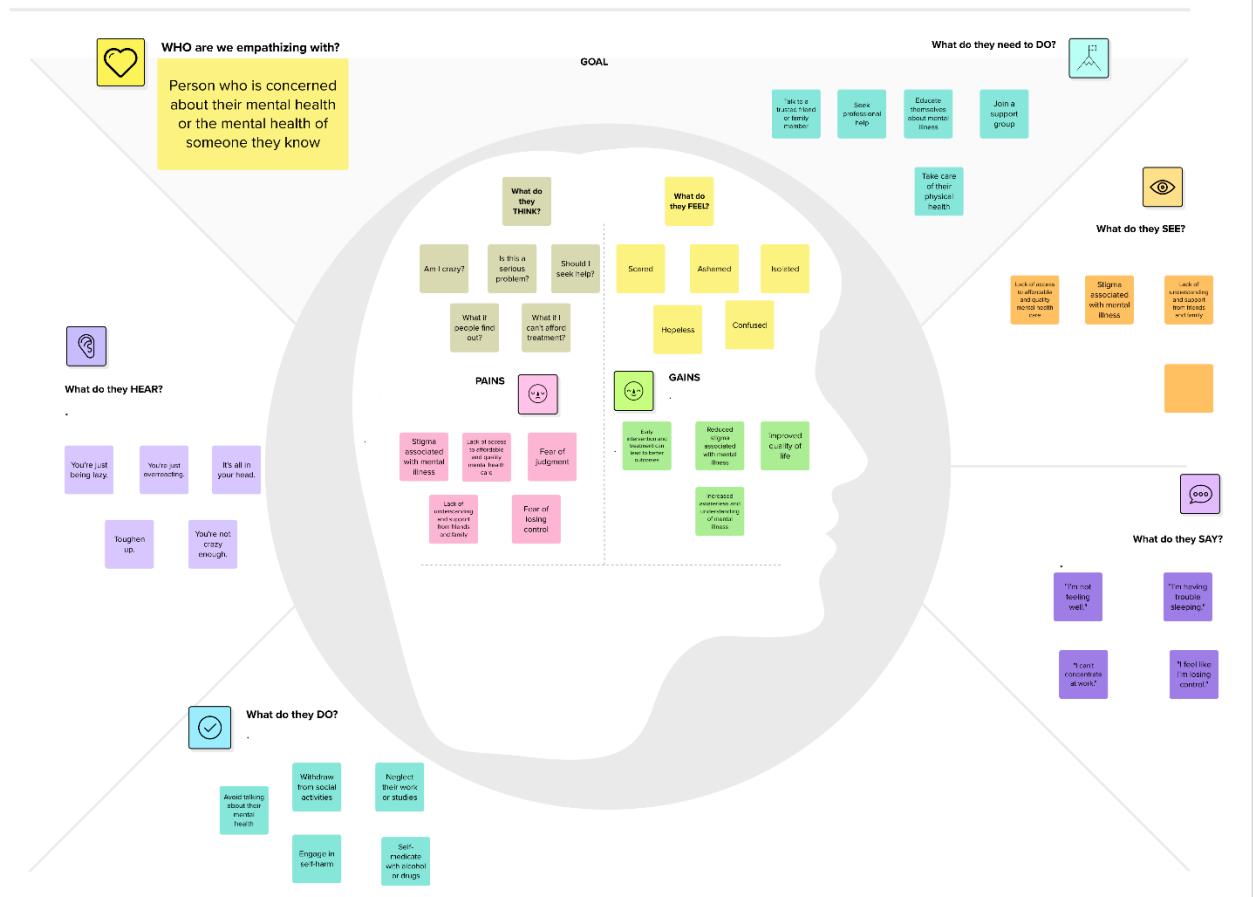 WHO are we empathizing with?
Person who is concerned
about their mental health
or the mental health of
someone they know
GOAL
What do they need to DO?
Talk to a
trusted friend
or family
member
Seek
professional
help
Educate
themselves
about mental
illness
Join a
support
group
Take care
of their
physical
health
What do they SEE?
Lack of access
to affordable
and quality
mental health
care
Stigma
associated
with mental
illness
Lack of
understanding
and support
from friends
and family
What do
they
THINK?
Am I crazy?
Is this a
serious
problem?
Should I
seek help?
What if
people find
out?
What if I
can't afford
treatment?
What do
they FEEL?
Scared
Ashamed
Isolated
Hopeless
Confused
What do they HEAR?
You're just
being lazy.
You're just
overreacting.
It's all in
your head.
Toughen
up.
You're not
crazy
enough.
PAINS
Stigma
associated
with mental
illness
Lack of access
to affordable
and quality
mental health
care
Fear of
judgment
Lack of
understanding
and support
from friends
and family
Fear of
losing
control
GAINS
Early
intervention and
treatment can
lead to better
outcomes
Reduced
stigma
associated
with mental
illness
Improved
quality of
life
Increased
awareness and
understanding
of mental
illness
What do they SAY?
"I'm not
feeling
well."
"I'm having
trouble
sleeping."
"I can't
concentrate
at work."
"I feel like
I'm losing
control."
What do they DO?
Avoid talking
about their
mental
health
Withdraw
from social
activities
Neglect
their work
or studies
Engage in
self-harm
Self-
medicate
with alcohol
or drugs